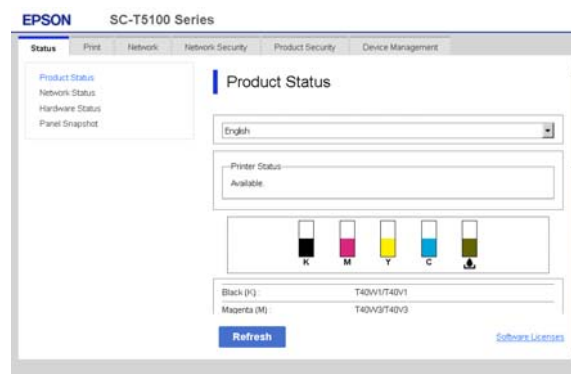 EPSON SC-T5100 Series
Status Print Network Network Security Product Security Device Management
Product Status
Network Status
Hardware Status
Panel Snapshot
Product Status
English
Printer Status
Available
K M Y C
Black (K) : T40W1/T40V1
Magenta (M) T40W3/T40V3
Refresh
Software Licenses